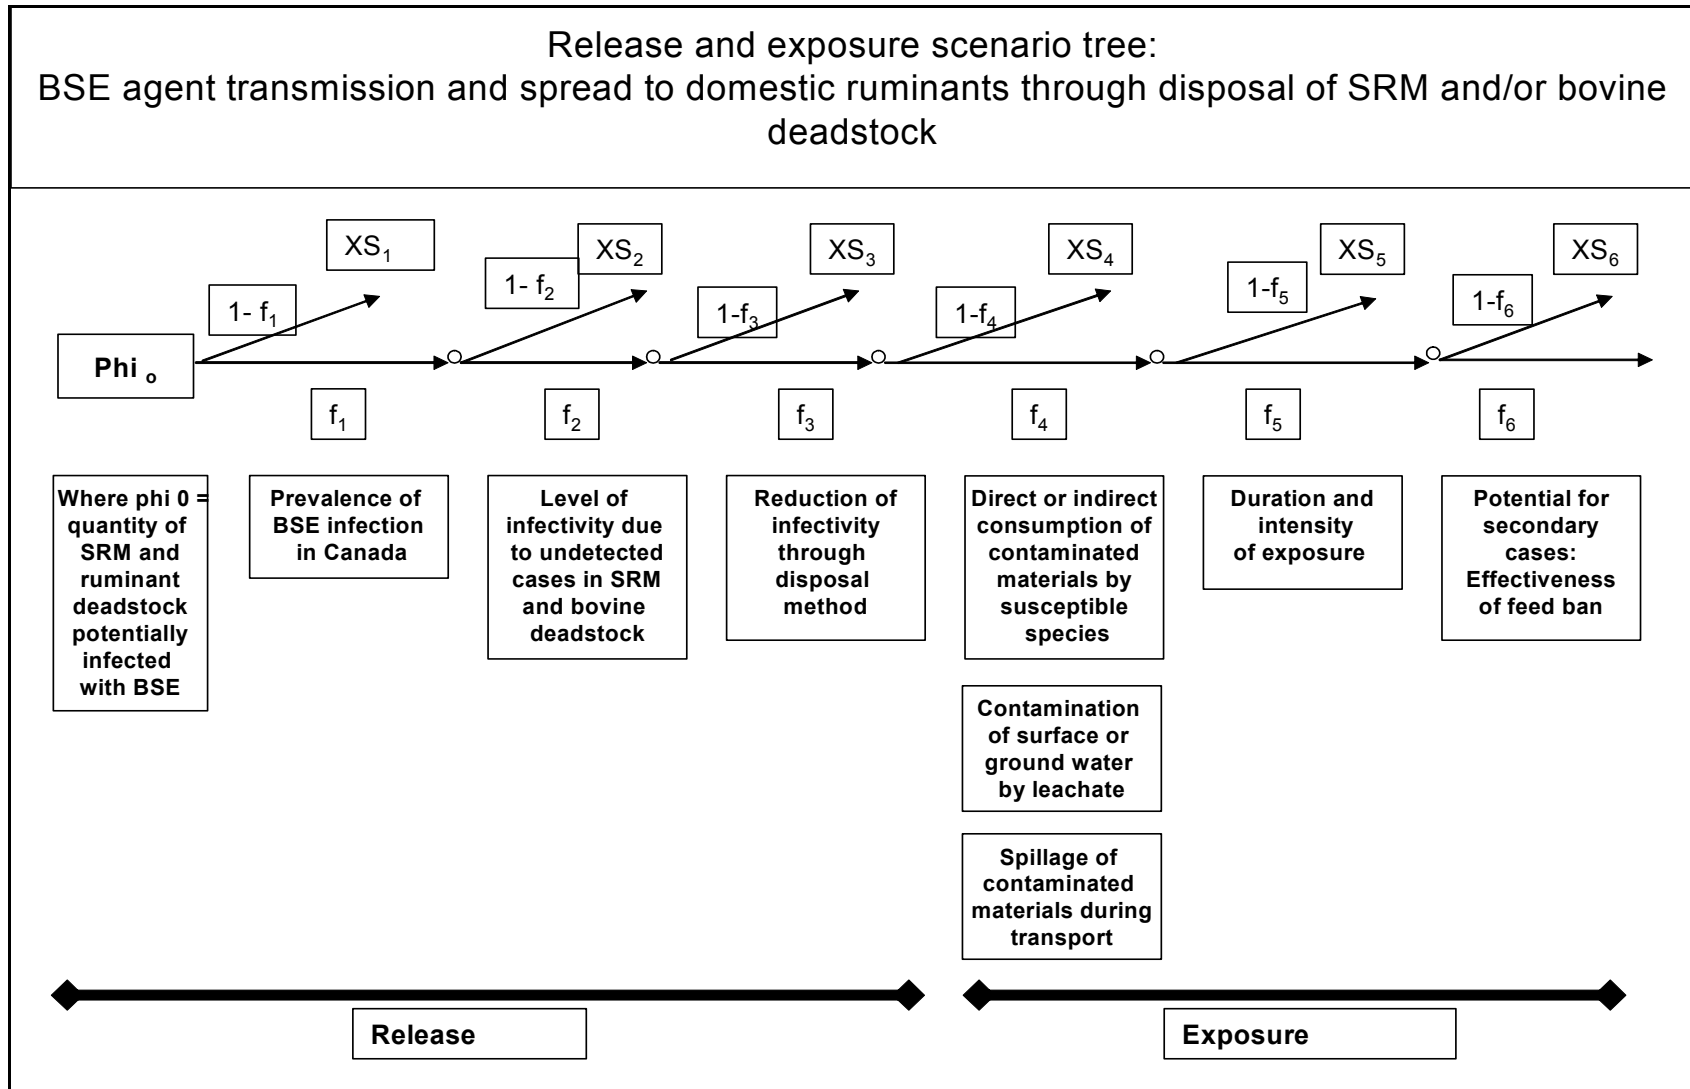 Release and exposure scenario tree:
BSE agent transmission and spread to domestic ruminants through disposal of SRM and/or bovine
deadstock
XS1
XS2
XS3
XS4
XS5
XS6
1- f1
1- f2
1-f3
1-f4
1-f5
1-f6
Phi o
f1
f2
f3
f4
f5
f6
Where phi 0 =
quantity of
SRM and
ruminant
deadstock
potentially
infected
with BSE
Prevalence of
BSE infection
in Canada
Level of
infectivity due
to undetected
cases in SRM
and bovine
deadstock
Reduction of
infectivity
through
disposal
method
Direct or indirect
consumption of
contaminated
materials by
susceptible
species
Duration and
intensity
of exposure
Potential for
secondary
cases:
Effectiveness
of feed ban
Contamination
of surface or
ground water
by leachate
Spillage of
contaminated
materials during
transport
Release
Exposure